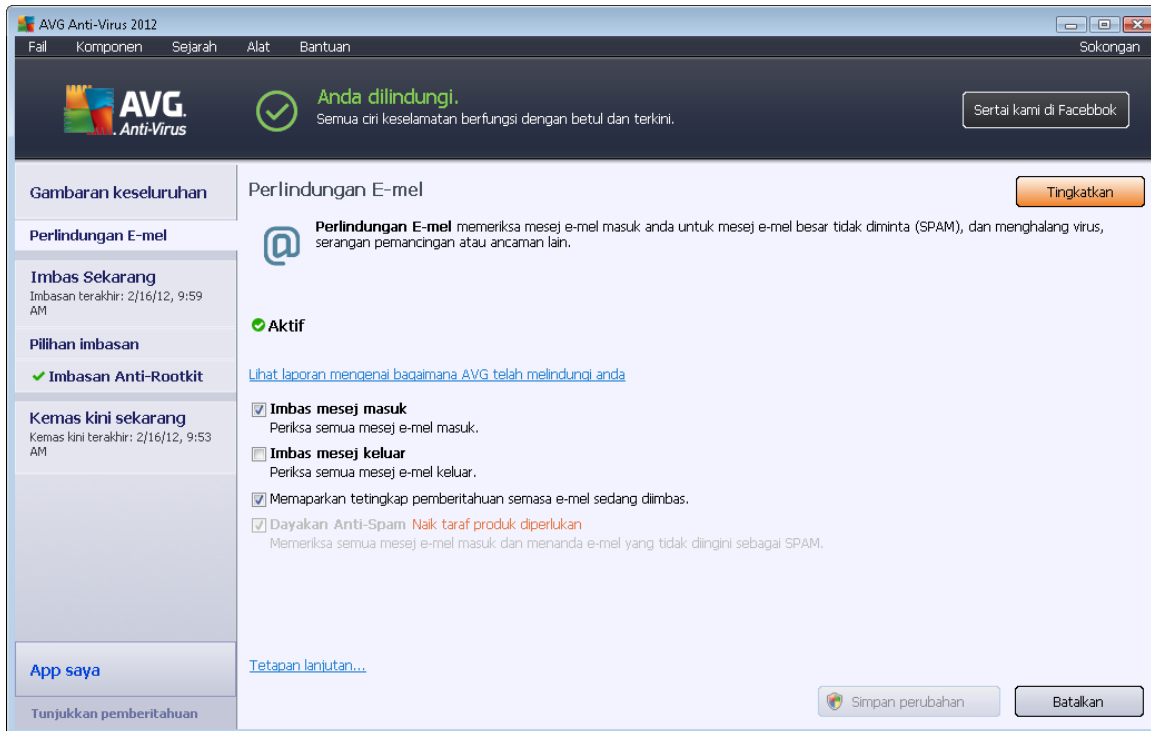 AVG Anti-Virus 2012
Fail Komponen Sejarah Alat Bantuan Sokongan
AVG.
Anti-Virus
Anda dilindungi.
Semua ciri keselamatan berfungsi dengan betul dan terkini.
Sertai kami di Facebbok
Gambaran keseluruhan
Perlindungan E-mel
Imbas Sekarang
Imbasan terakhir: 2/16/12, 9:59
AM
Pilihan imbasan
Imbasan Anti-Rootkit
Kemas kini sekarang
Kemas kini terakhir: 2/16/12, 9:53
AM
App saya
Tunjukkan pemberitahuan
Perlindungan E-mel
Tingkatkan
Perlindungan E-mel memeriksa mesej e-mel masuk anda untuk mesej e-mel besar tidak diminta (SPAM), dan menghalang virus,
serangan pemancingan atau ancaman lain.
Aktif
Lihat laporan mengenai bagaimana AVG telah melindungi anda
Imbas mesej masuk
Periksa semua mesej e-mel masuk.
Imbas mesej keluar
Periksa semua mesej e-mel keluar.
Memaparkan tetingkap pemberitahuan semasa e-mel sedang diimbas.
Dayakan Anti-Spam Naik taraf produk diperlukan
Memeriksa semua mesej e-mel masuk dan menanda e-mel yang tidak diingini sebagai SPAM.
Tetapan lanjutan...
Simpan perubahan
Batalkan